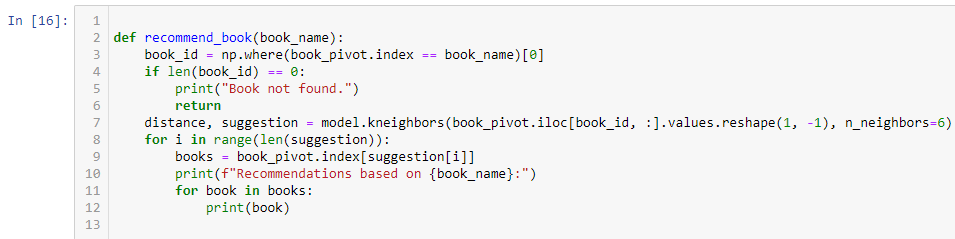 In [16]:
1
2 def recommend_book(book_name):
3     book_id = np.where(book_pivot.index == book_name)[0]
4     if len(book_id) == 0:
5         print("Book not found.")
6         return
7     distance, suggestion = model.kneighbors(book_pivot.iloc[book_id, :].values.reshape(1, -1), n_neighbors=6)
8     for i in range(len(suggestion)):
9         books = book_pivot.index[suggestion[i]]
10         print(f"Recommendations based on {book_name}:")
11         for book in books:
12             print(book)
13